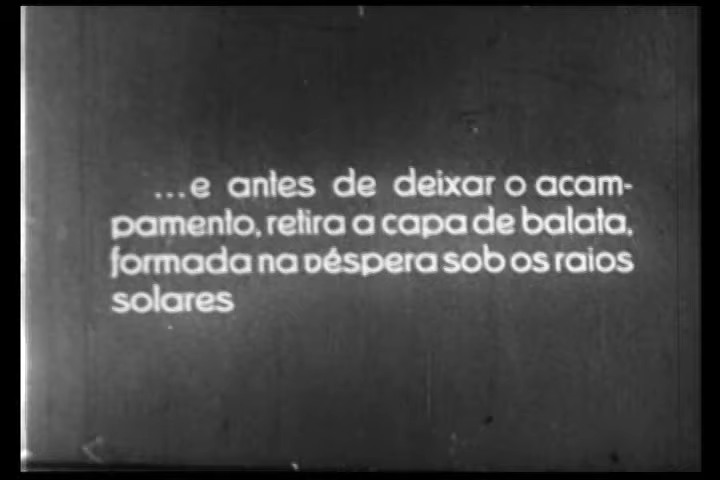 ...e antes de deixar o acam-
pamento, retira a capa de balata,
formada na véspera sob os raios
solares